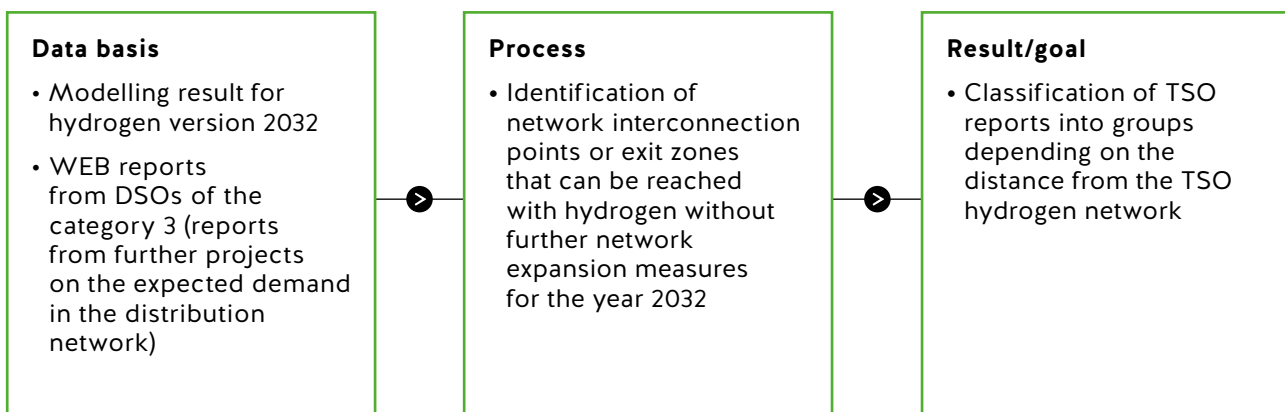 Data basis
• Modelling result for
hydrogen version 2032
• WEB reports
from DSOs of the
category 3 (reports
from further projects
on the expected demand
in the distribution
network)
Process
• Identification of
network interconnection
points or exit zones
that can be reached
with hydrogen without
further network
expansion measures
for the year 2032
Result/goal
• Classification of TSO
reports into groups
depending on the
distance from the TSO
hydrogen network